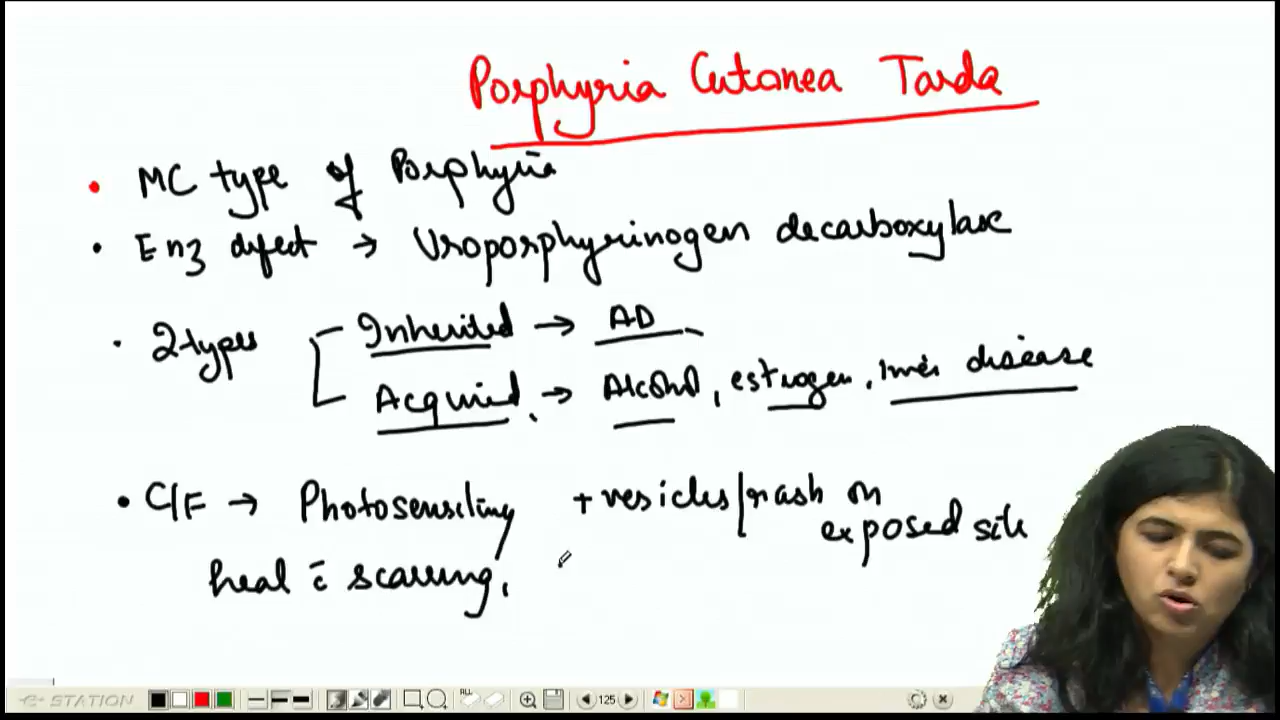 Porphyria Cutanea Tarda
• MC type of Porphyria
• Enz defect → Uroporphyrinogen decarboxylase
• 2 types Inherited → AD
Acquired, → Alcohol, estrogen, liver disease
• C/F → Photosensitivity + vesicles/rash on exposed site
heal c̄ scarring,
e+ STATION ALL 125